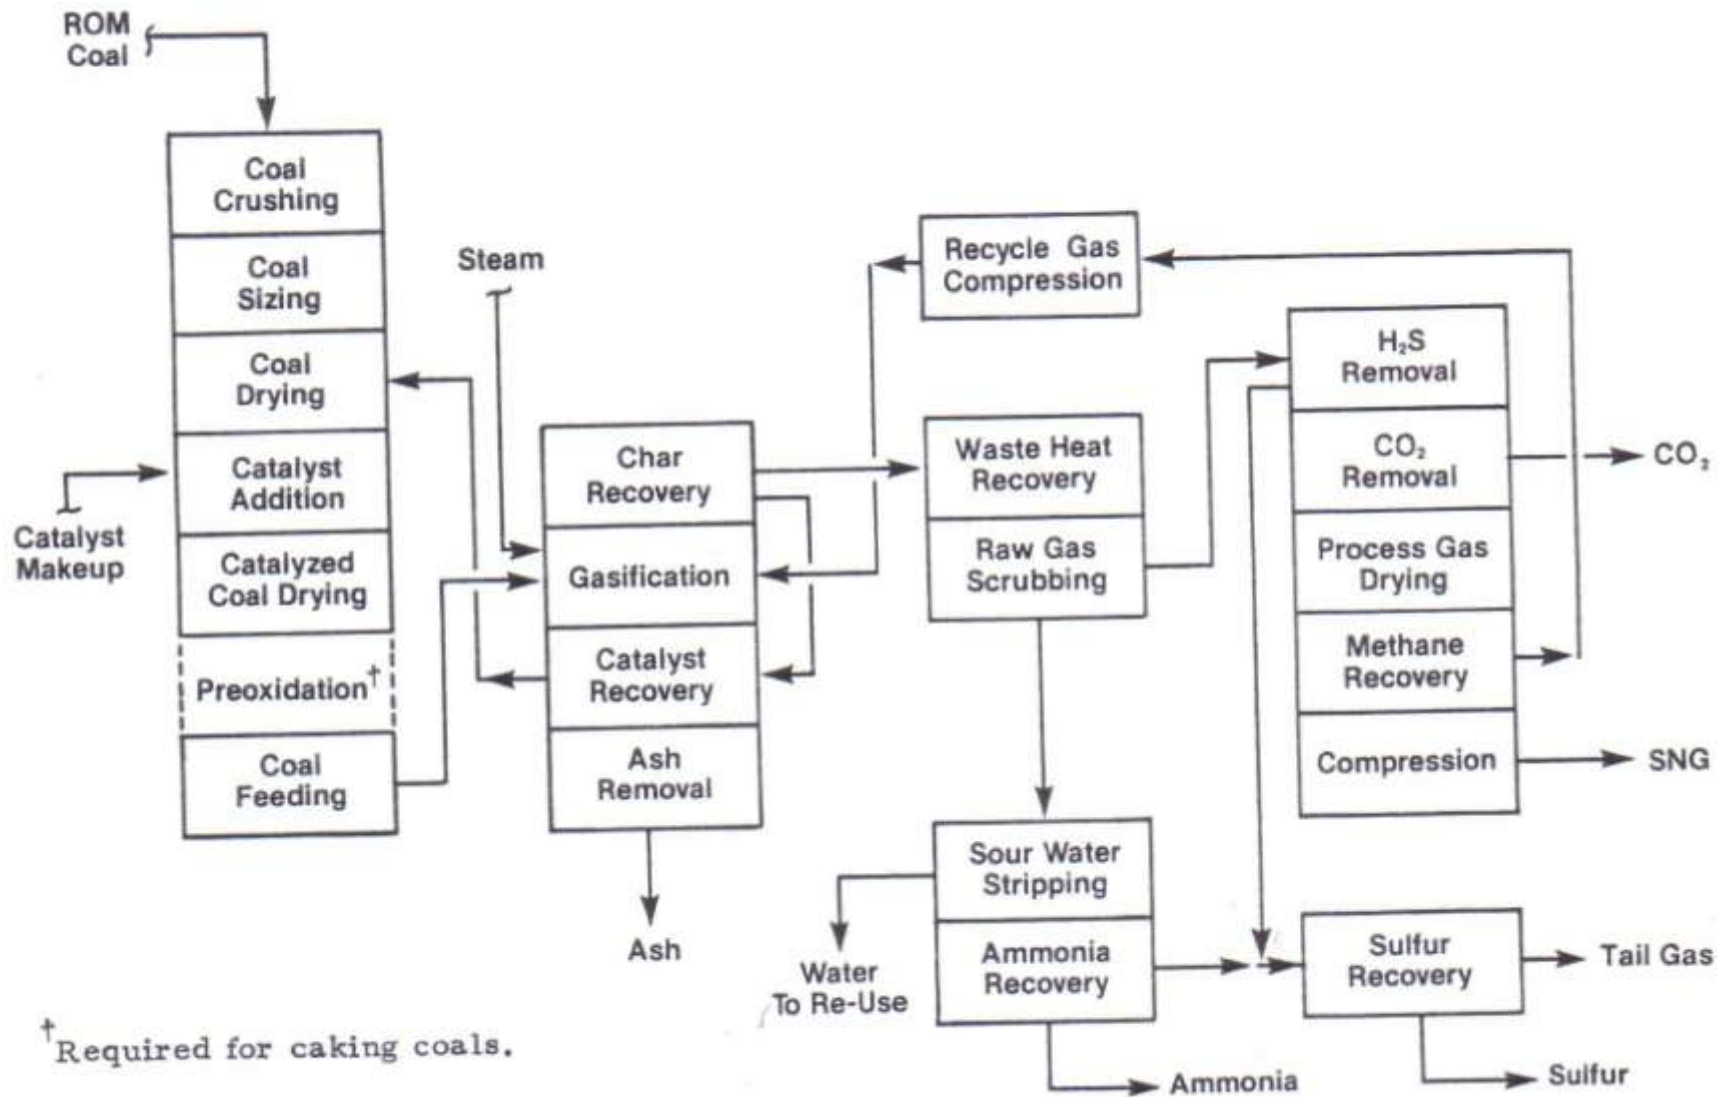 ROM
Coal
Coal
Crushing
Coal
Sizing
Coal
Drying
Catalyst
Addition
Catalyzed
Coal Drying
Preoxidation†
Coal
Feeding
Catalyst
Makeup
Steam
Char
Recovery
Gasification
Catalyst
Recovery
Ash
Removal
Ash
Recycle Gas
Compression
Waste Heat
Recovery
Raw Gas
Scrubbing
Sour Water
Stripping
Ammonia
Recovery
Water
To Re-Use
Ammonia
H₂S
Removal
CO₂
Removal
Process Gas
Drying
Methane
Recovery
Compression
CO₂
SNG
Sulfur
Recovery
Tail Gas
Sulfur
†Required for caking coals.